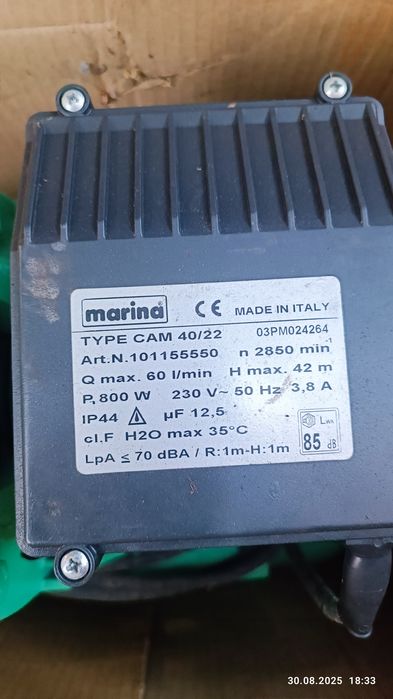 marina CE MADE IN ITALY
TYPE CAM 40/22 03PM024264
Art.N.101155550 n 2850 min⁻¹
Q max. 60 l/min H max. 42 m
P, 800 W 230 V~ 50 Hz 3,8 A
IP44 µF 12,5
cl.F H2O max 35°C
LpA ≤ 70 dBA / R:1m-H:1m
LWA
85 dB
30.08.2025 18:33